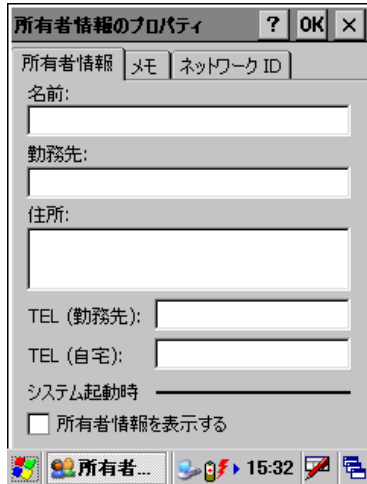 所有者情報のプロパティ ? OK ×
所有者情報 メモ ネットワーク ID
名前:
勤務先:
住所:
TEL (勤務先):
TEL (自宅):
システム起動時
所有者情報を表示する
所有者... 15:32